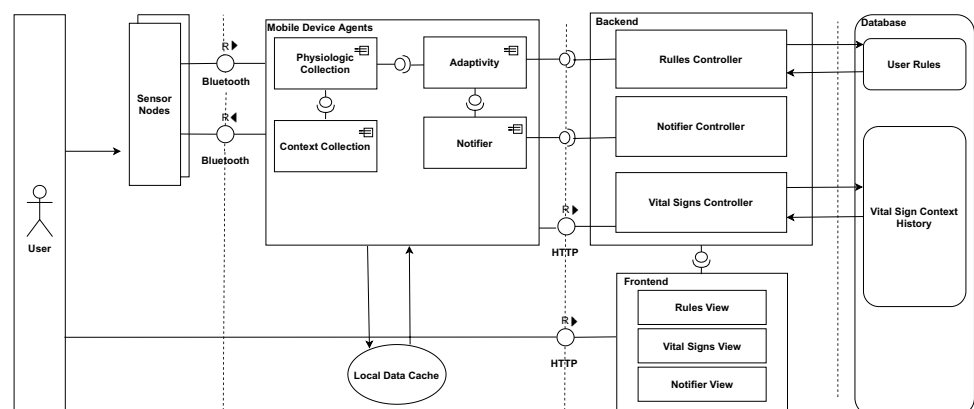 Mobile Device Agents
Backend
Database
R
Bluetooth
Physiologic
Collection
Adaptivity
R
HTTP
Rulles Controller
User Rules
Sensor
Nodes
R
Bluetooth
Context Collection
Notifier
Notifier Controller
User
R
HTTP
Vital Signs Controller
Vital Sign Context
History
Frontend
Rules View
R
HTTP
Vital Signs View
Local Data Cache
Notifier View